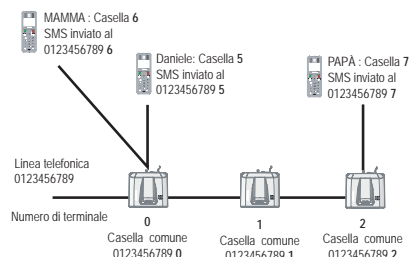 MAMMA : Casella 6
SMS inviato al
0123456789 6
Daniele: Casella 5
SMS inviato al
0123456789 5
PAPÀ : Casella 7
SMS inviato al
0123456789 7
Linea telefonica
0123456789
Numero di terminale
0
Casella comune
0123456789 0
1
Casella comune
0123456789 1
2
Casella comune
0123456789 2